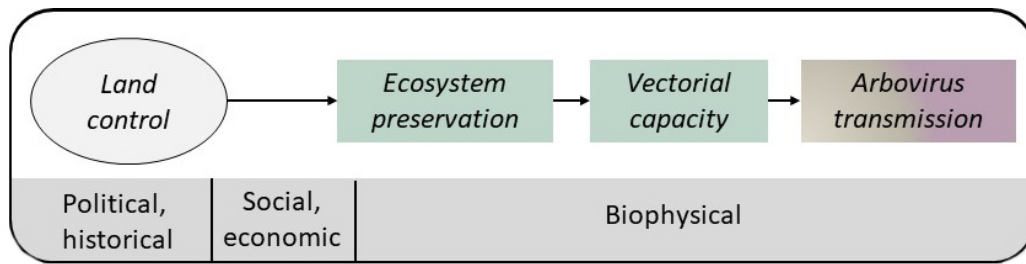 Land
control
Ecosystem
preservation
Vectorial
capacity
Arbovirus
transmission
Political,
historical
Social,
economic
Biophysical